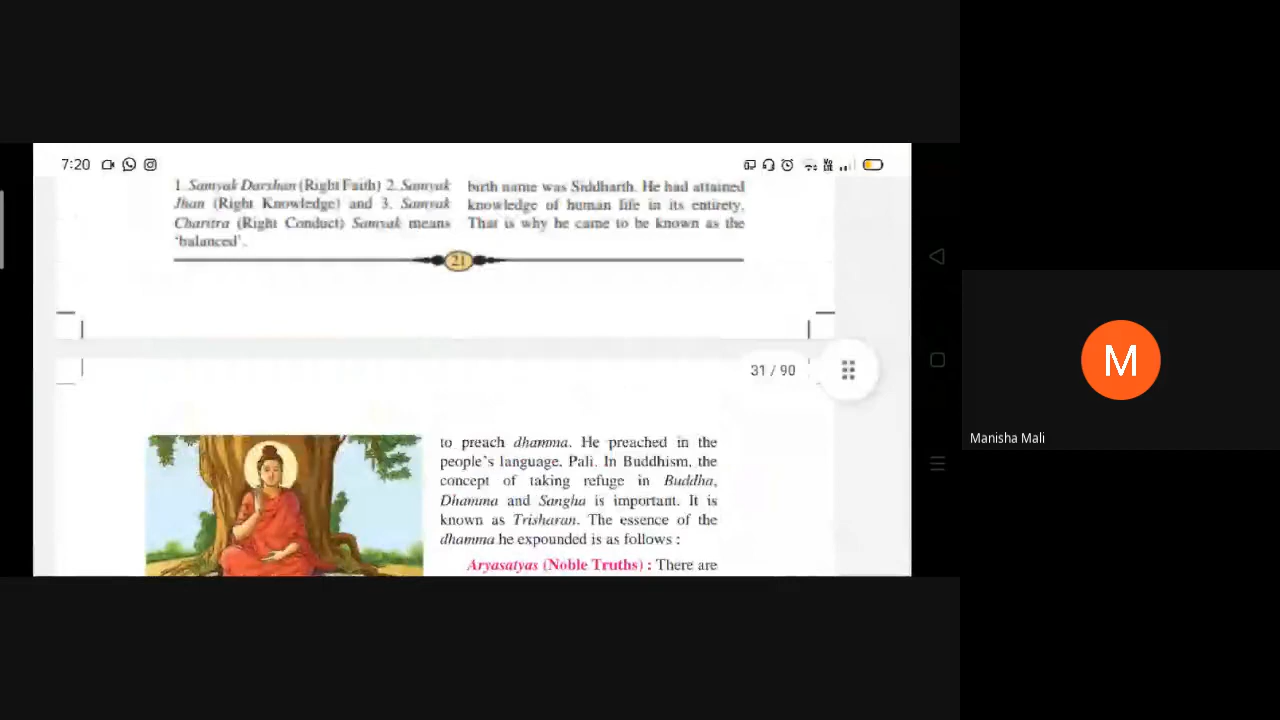 7:20
1. Samyak Darshan (Right Faith) 2. Samyak
Jnan (Right Knowledge) and 3. Samyak
Charitra (Right Conduct) Samyak means
'balanced'.
birth name was Siddharth. He had attained
knowledge of human life in its entirety.
That is why he came to be known as the
21
31 / 90
to preach dhamma. He preached in the
people's language, Pali. In Buddhism, the
concept of taking refuge in Buddha,
Dhamma and Sangha is important. It is
known as Trisharan. The essence of the
dhamma he expounded is as follows :
Aryasatyas (Noble Truths) : There are
M
Manisha Mali